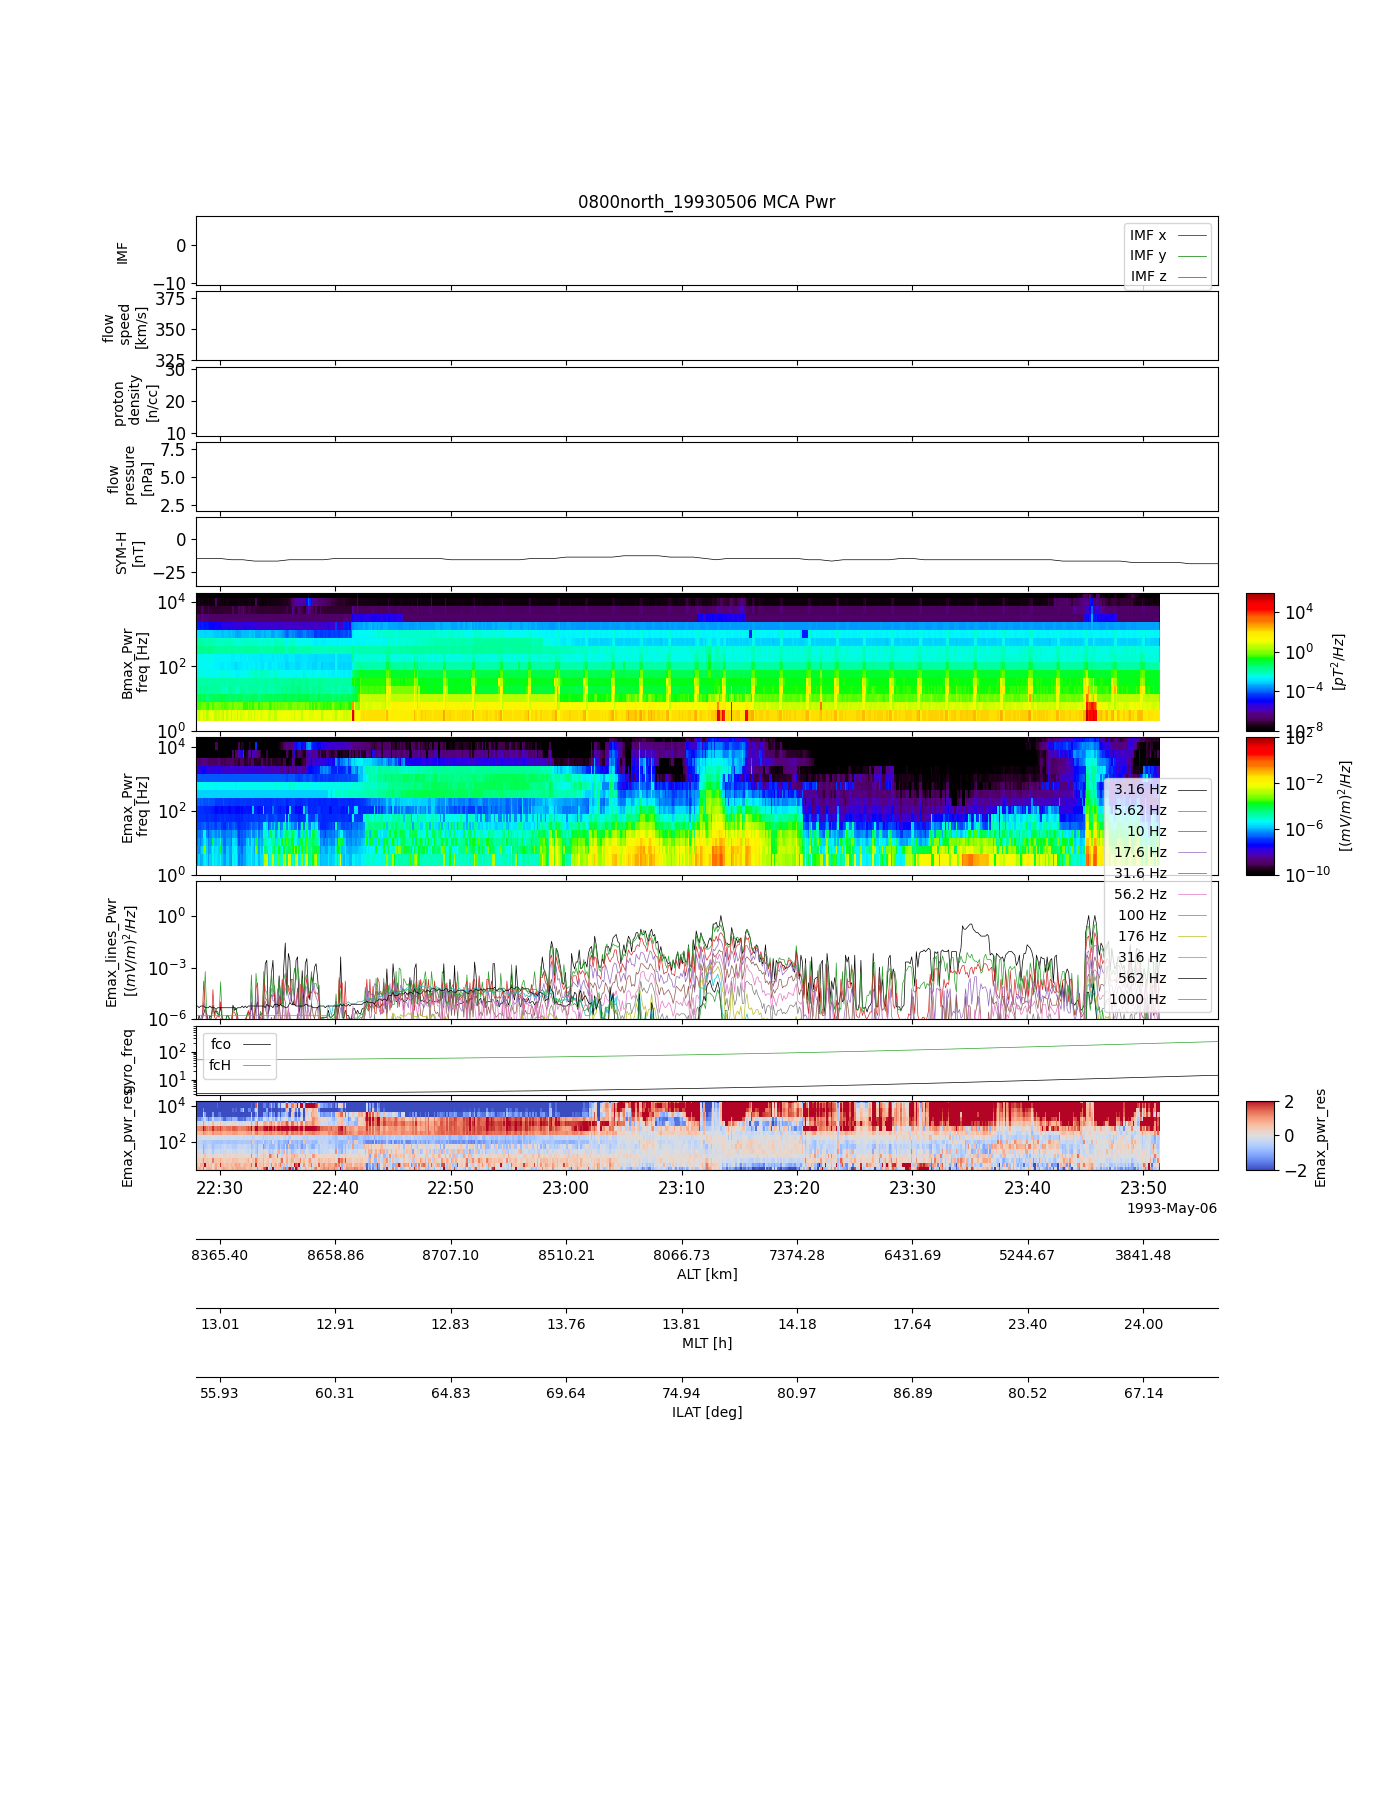 0800north_19930506 MCA Pwr
IMF
0
−10
IMF x
IMF y
IMF z
flow
speed
[km/s]
375
350
325
proton
density
[n/cc]
30
20
10
flow
pressure
[nPa]
7.5
5.0
2.5
SYM-H
[nT]
0
−25
Bmax_Pwr
freq [Hz]
10^4
10^2
10^0
10^4
10^0
10^−4
10^−8
[pT^2/Hz]
Emax_Pwr
freq [Hz]
10^4
10^2
10^0
10^2
10^−2
10^−6
10^−10
[(mV/m)^2/Hz]
3.16 Hz
5.62 Hz
10 Hz
17.6 Hz
31.6 Hz
56.2 Hz
100 Hz
176 Hz
316 Hz
562 Hz
1000 Hz
Emax_lines_Pwr
[(mV/m)^2/Hz]
10^0
10^−3
10^−6
gyro_freq
10^2
10^1
fco
fcH
Emax_pwr_res
10^4
10^2
2
0
−2
Emax_pwr_res
22:30 22:40 22:50 23:00 23:10 23:20 23:30 23:40 23:50
1993-May-06
8365.40 8658.86 8707.10 8510.21 8066.73 7374.28 6431.69 5244.67 3841.48
ALT [km]
13.01 12.91 12.83 13.76 13.81 14.18 17.64 23.40 24.00
MLT [h]
55.93 60.31 64.83 69.64 74.94 80.97 86.89 80.52 67.14
ILAT [deg]